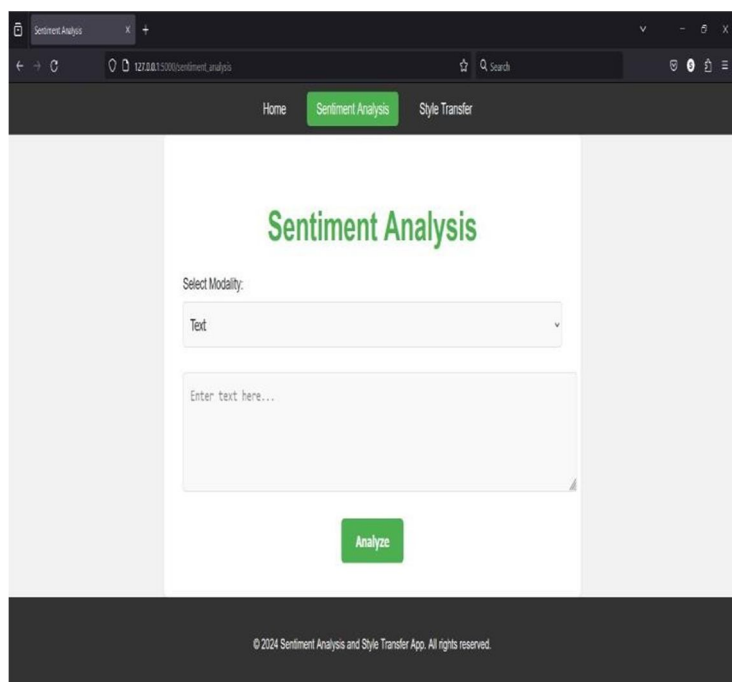 Sentiment Analysis
127.0.0.1:5000/sentiment_analysis
Search
Home Sentiment Analysis Style Transfer
Sentiment Analysis
Select Modality:
Text
Enter text here...
Analyze
© 2024 Sentiment Analysis and Style Transfer App. All rights reserved.